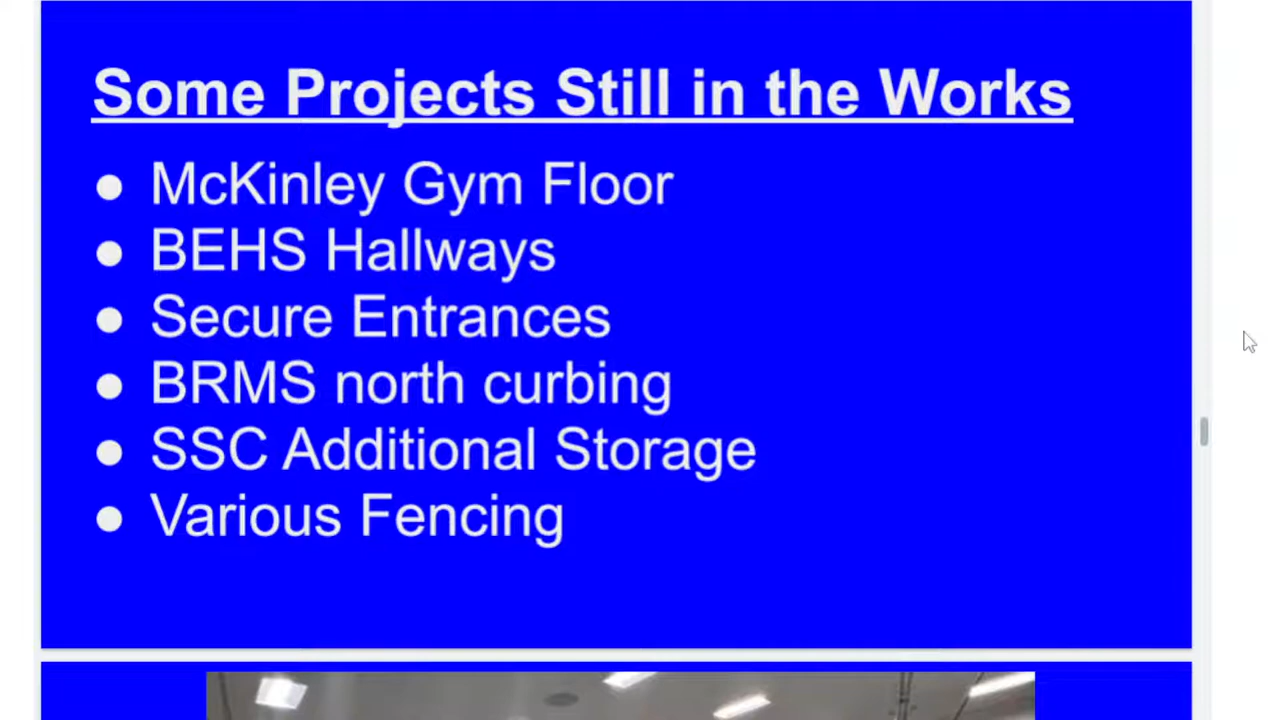 Some Projects Still in the Works
● McKinley Gym Floor
● BEHS Hallways
● Secure Entrances
● BRMS north curbing
● SSC Additional Storage
● Various Fencing